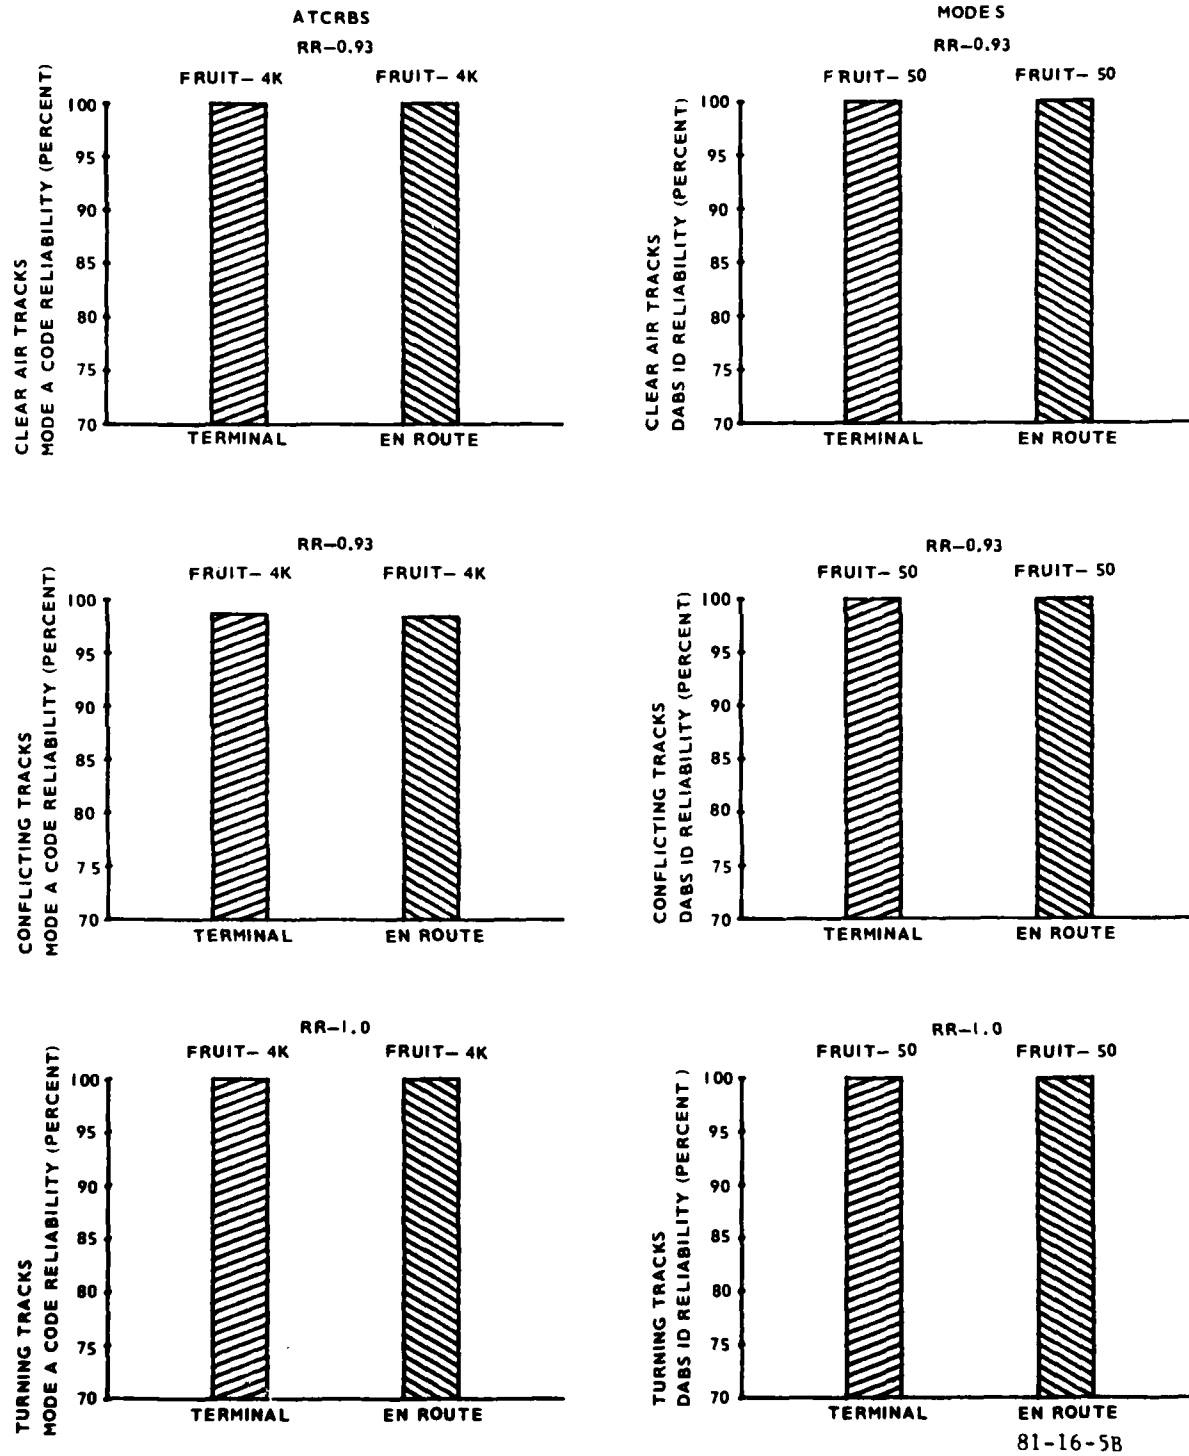 ATCRBS
RR-0.93
FRUIT- 4K FRUIT- 4K
CLEAR AIR TRACKS
MODE A CODE RELIABILITY (PERCENT)
100
95
90
85
80
75
70
TERMINAL EN ROUTE
MODE S
RR-0.93
FRUIT- 50 FRUIT- 50
CLEAR AIR TRACKS
DABS ID RELIABILITY (PERCENT)
100
95
90
85
80
75
70
TERMINAL EN ROUTE
RR-0.93
FRUIT- 4K FRUIT- 4K
CONFLICTING TRACKS
MODE A CODE RELIABILITY (PERCENT)
100
95
90
85
80
75
70
TERMINAL EN ROUTE
RR-0.93
FRUIT- 50 FRUIT- 50
CONFLICTING TRACKS
DABS ID RELIABILITY (PERCENT)
100
95
90
85
80
75
70
TERMINAL EN ROUTE
RR-1.0
FRUIT- 4K FRUIT- 4K
TURNING TRACKS
MODE A CODE RELIABILITY (PERCENT)
100
95
90
85
80
75
70
TERMINAL EN ROUTE
RR-1.0
FRUIT- 50 FRUIT- 50
TURNING TRACKS
DABS ID RELIABILITY (PERCENT)
100
95
90
85
80
75
70
TERMINAL EN ROUTE
81-16-5B